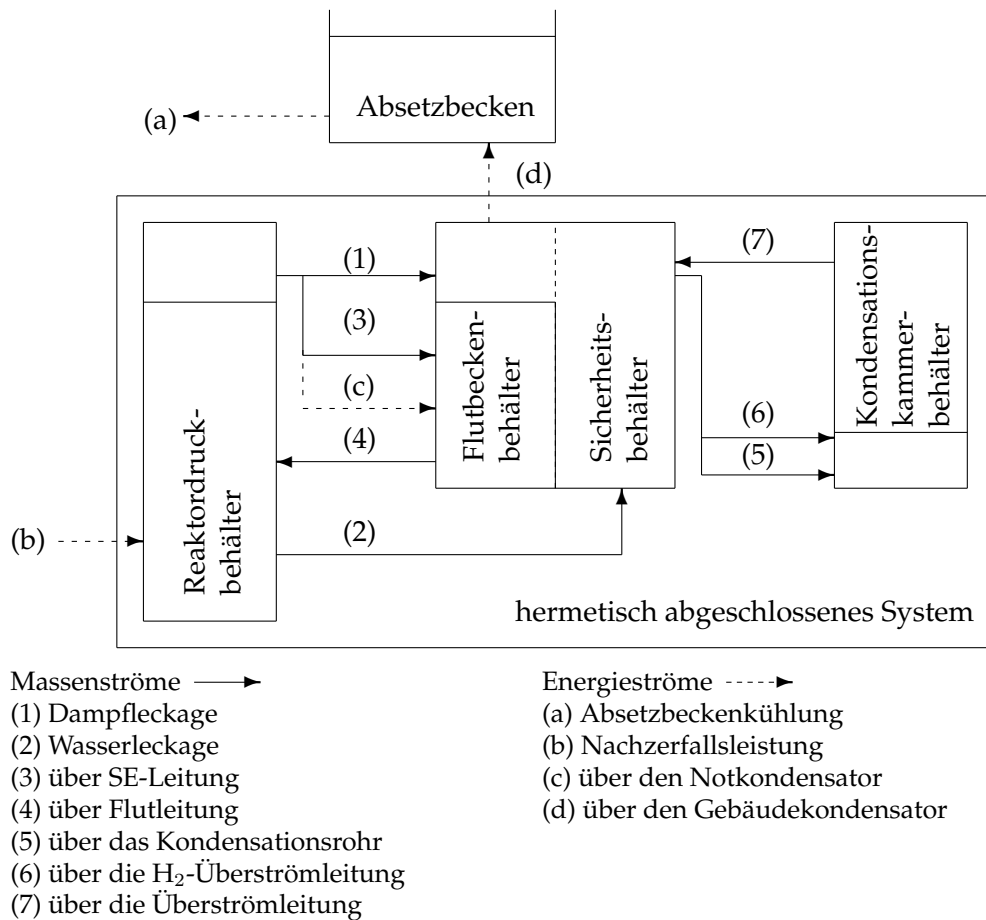 Absetzbecken
(a)
(d)
(1)
(7)
(3)
(c)
(6)
(4)
(5)
(b)
(2)
Reaktordruck-
behälter
Flutbecken-
behälter
Sicherheits-
behälter
Kondensations-
kammer-
behälter
hermetisch abgeschlossenes System
Massenströme
(1) Dampfleckage
(2) Wasserleckage
(3) über SE-Leitung
(4) über Flutleitung
(5) über das Kondensationsrohr
(6) über die H₂-Überströmleitung
(7) über die Überströmleitung
Energieströme
(a) Absetzbeckenkühlung
(b) Nachzerfallsleistung
(c) über den Notkondensator
(d) über den Gebäudekondensator